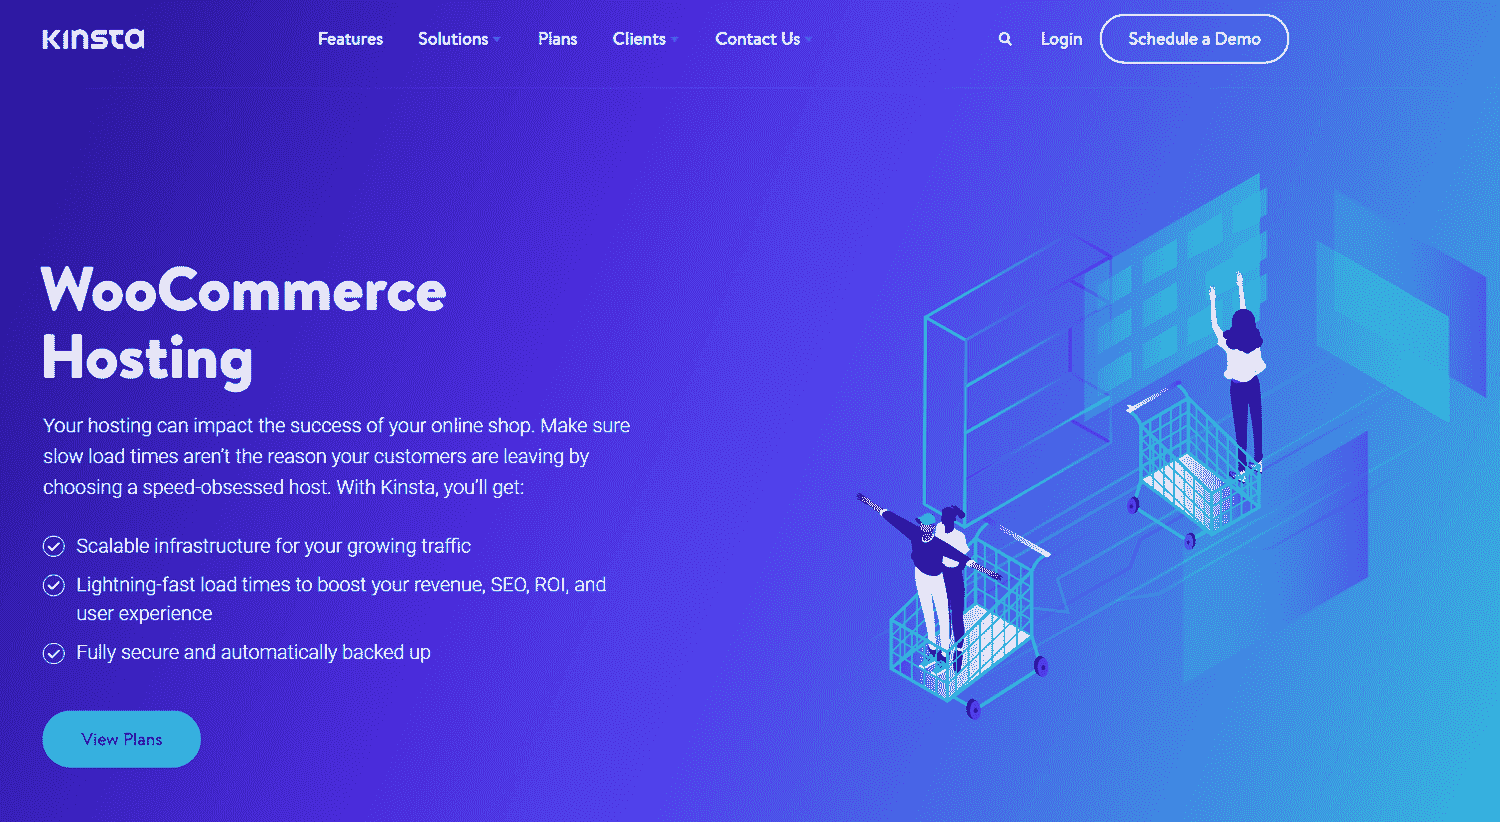 Kinsta
Features
Solutions
Plans
Clients
Contact Us
Login
Schedule a Demo
WooCommerce
Hosting
Your hosting can impact the success of your online shop. Make sure
slow load times aren't the reason your customers are leaving by
choosing a speed-obsessed host. With Kinsta, you'll get:
Scalable infrastructure for your growing traffic
Lightning-fast load times to boost your revenue, SEO, ROI, and
user experience
Fully secure and automatically backed up
View Plans